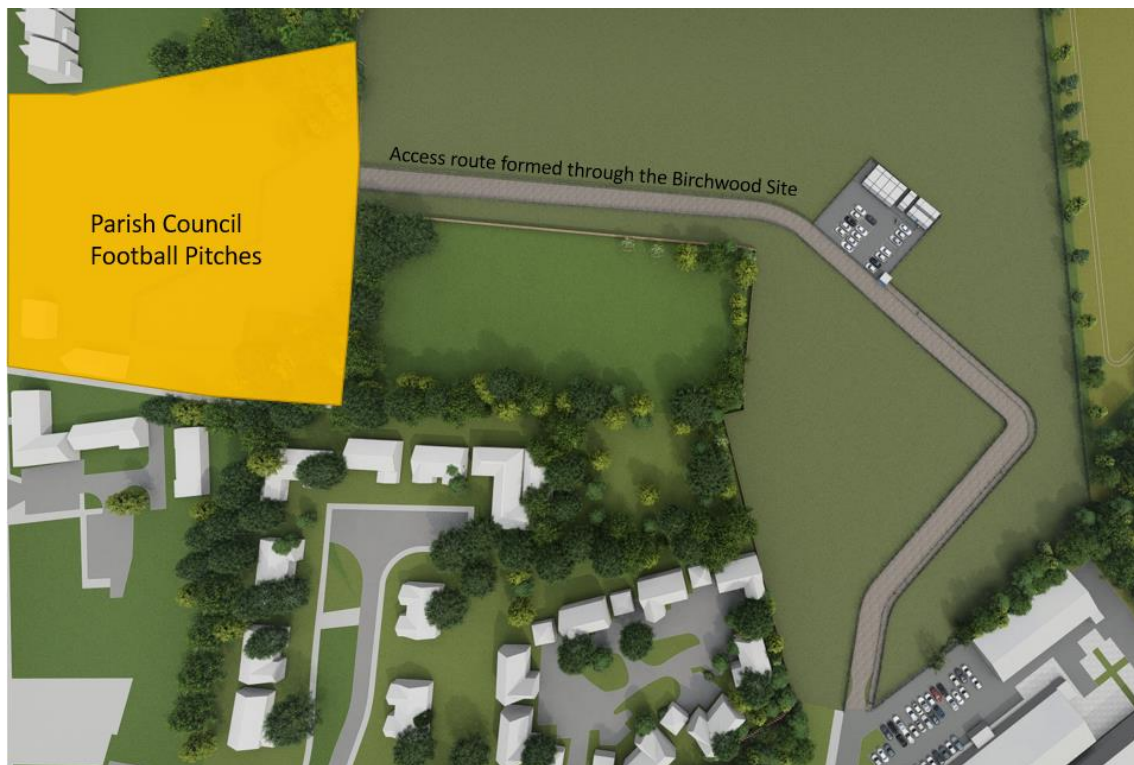 Access route formed through the Birchwood Site
Parish Council
Football Pitches